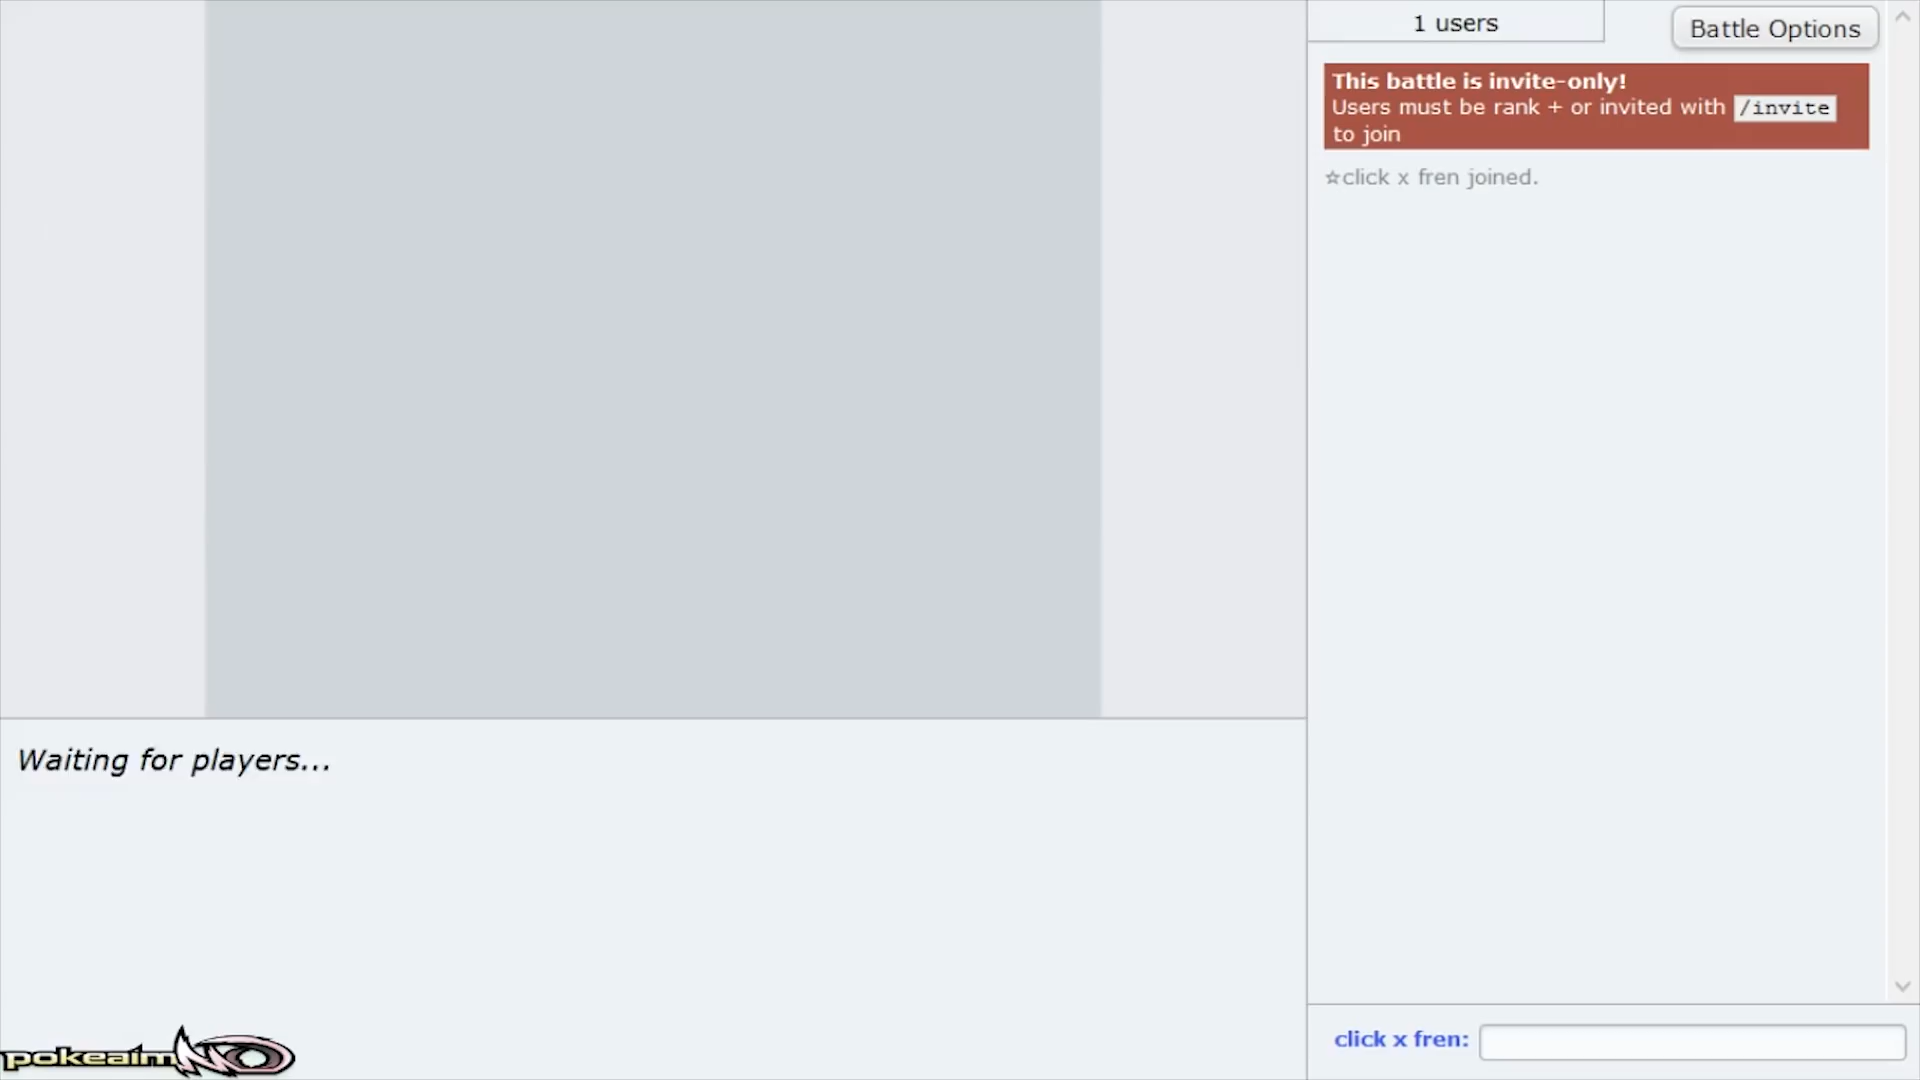 1 users
Battle Options
This battle is invite-only!
Users must be rank + or invited with /invite
to join
☆click x fren joined.
Waiting for players...
click x fren:
pokeaimMD